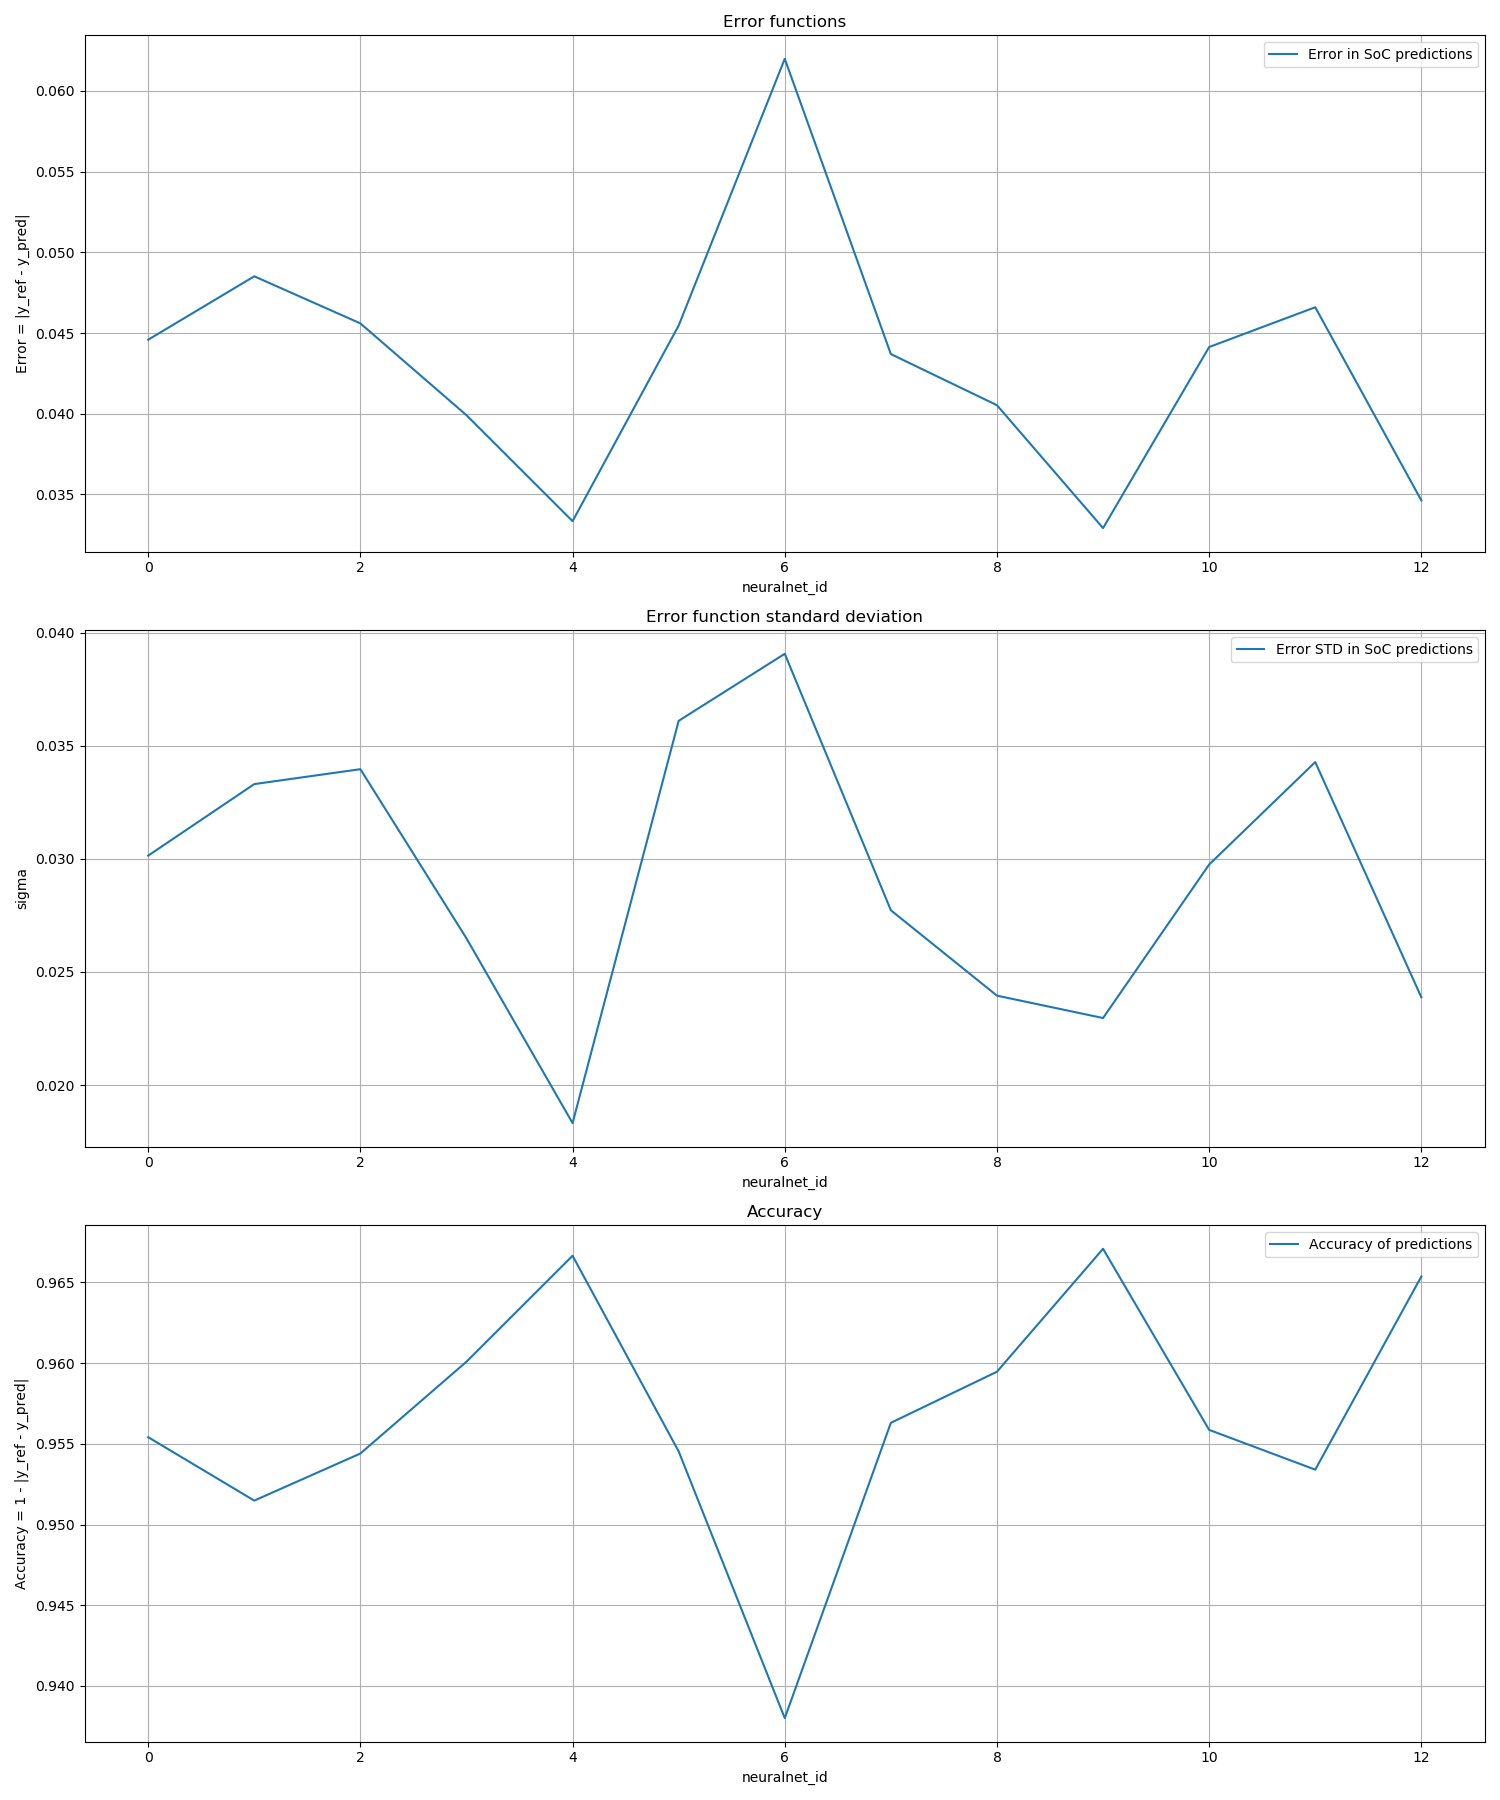 Error functions
Error in SoC predictions
0.060
0.055
0.050
0.045
0.040
0.035
Error = |y_ref - y_pred|
0 2 4 6 8 10 12
neuralnet_id
Error function standard deviation
Error STD in SoC predictions
0.040
0.035
0.030
0.025
0.020
sigma
0 2 4 6 8 10 12
neuralnet_id
Accuracy
Accuracy of predictions
0.965
0.960
0.955
0.950
0.945
0.940
Accuracy = 1 - |y_ref - y_pred|
0 2 4 6 8 10 12
neuralnet_id